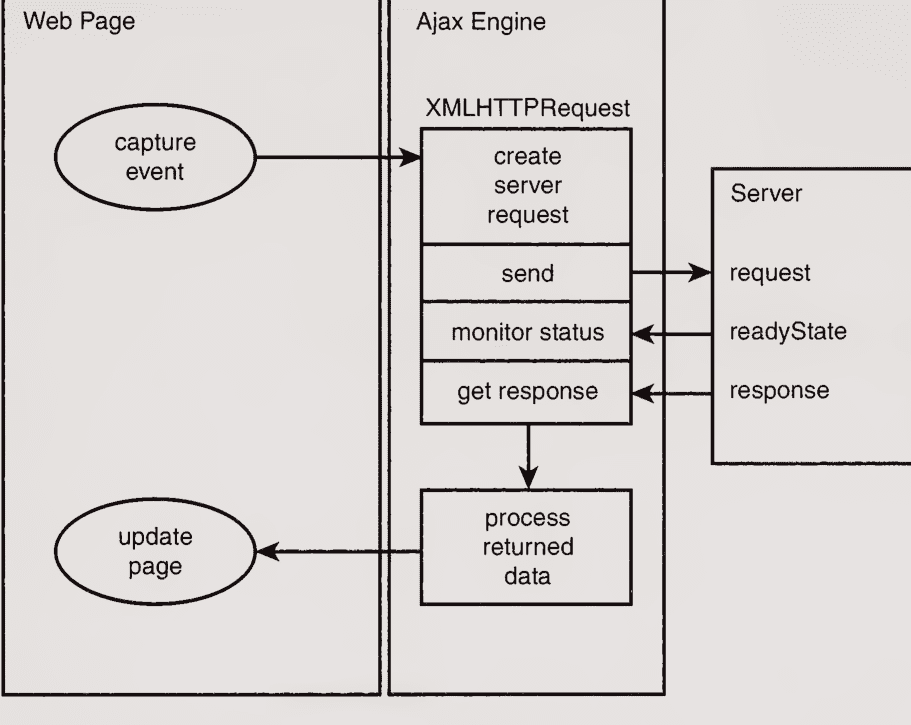 Web Page
Ajax Engine
XMLHTTPRequest
capture
event
create
server
request
Server
send
request
monitor status
readyState
get response
response
update
page
process
returned
data